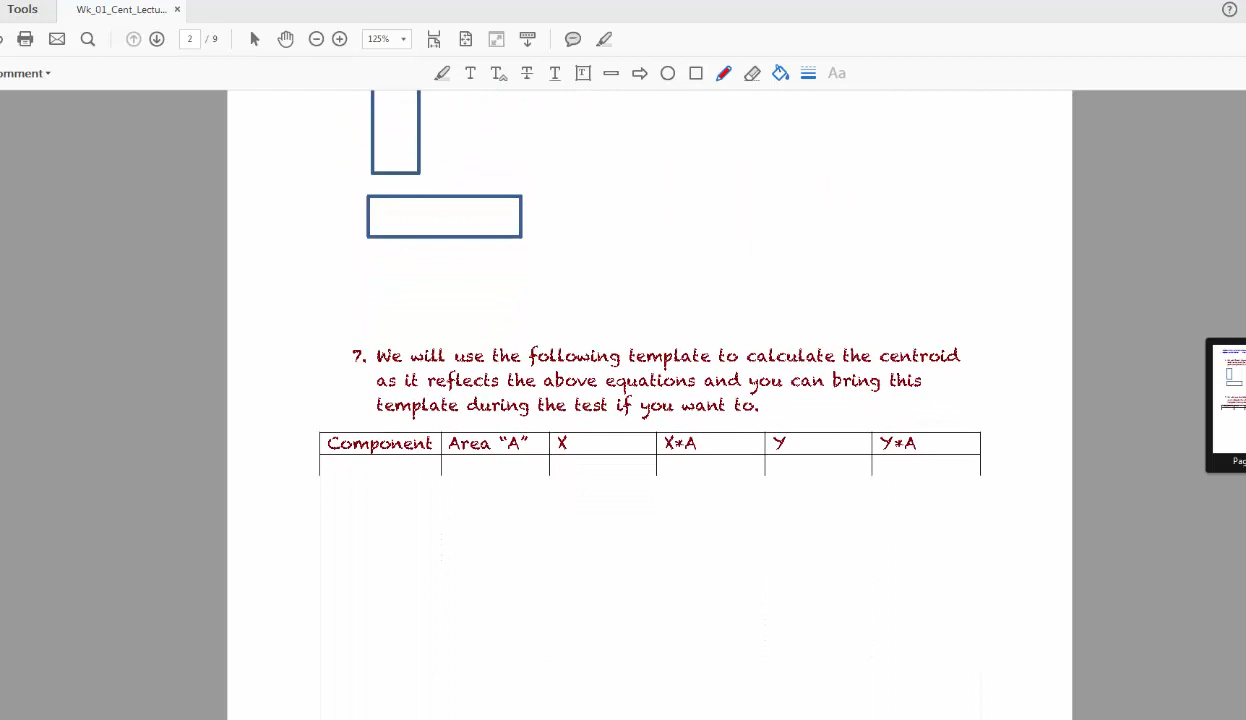 Tools
Wk_01_Cent_Lectu... ×
2 / 9
125%
omment
T T T T T Aa
7. We will use the following template to calculate the centroid
as it reflects the above equations and you can bring this
template during the test if you want to.
Component Area “A” X X*A Y Y*A
Pag